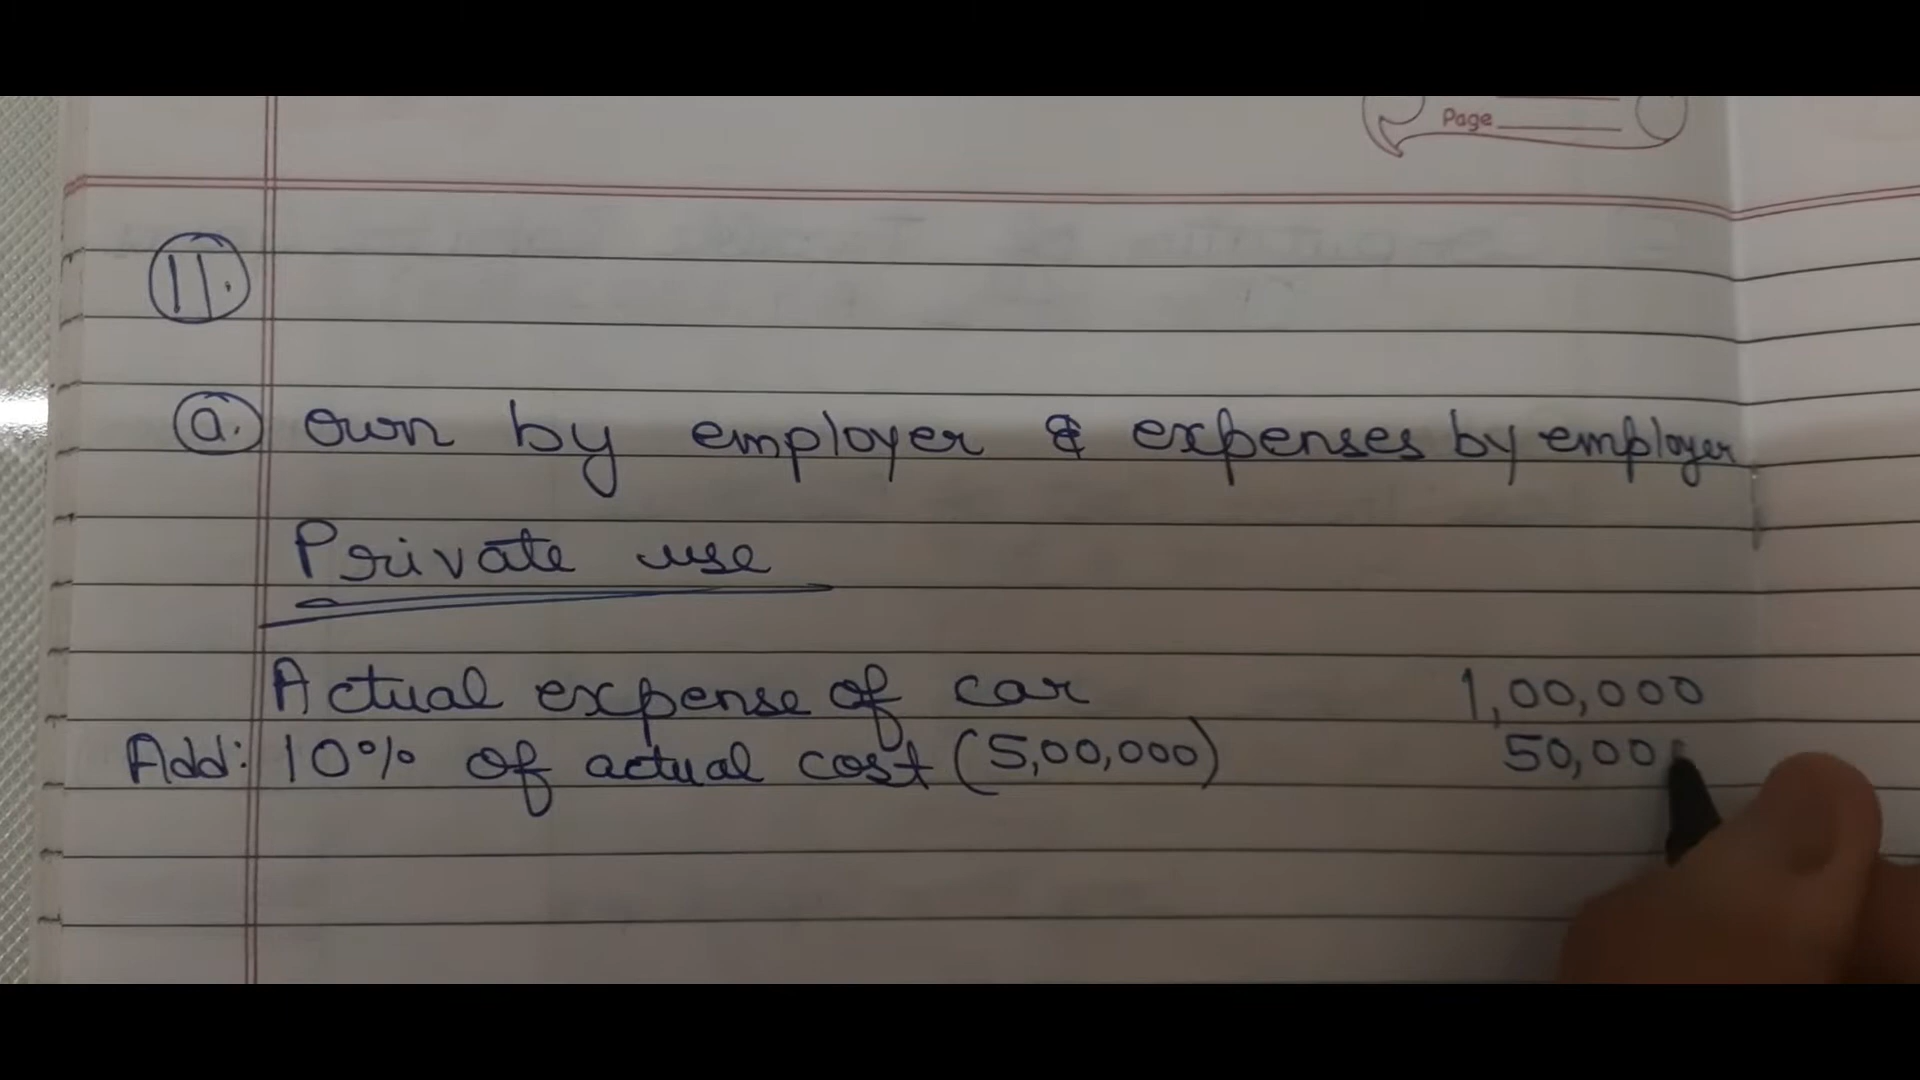 Page
11.
a. Own by employer & expenses by employer
Private use
Actual expense of car 1,00,000
Add: 10% of actual cost (5,00,000) 50,00